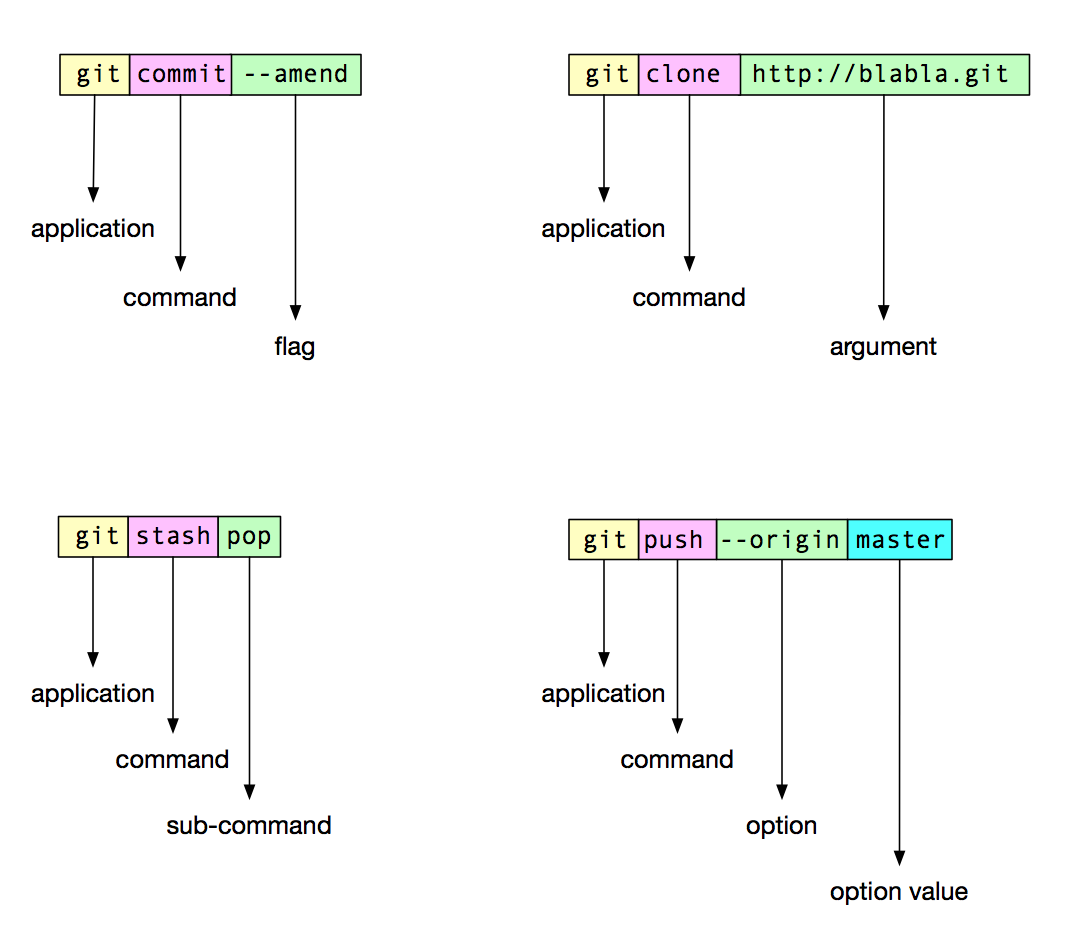 git commit --amend
application
command
flag
git clone http://blabla.git
application
command
argument
git stash pop
application
command
sub-command
git push --origin master
application
command
option
option value